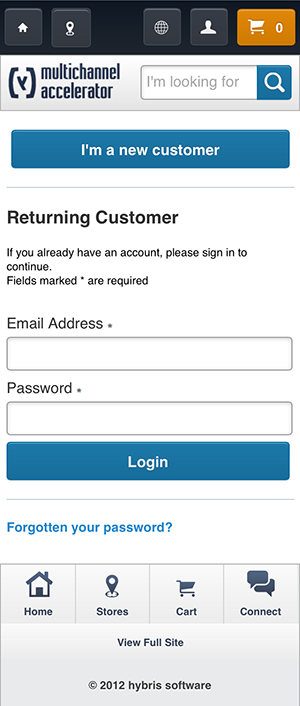 0
(y) multichannel
accelerator
I'm looking for
I'm a new customer
Returning Customer
If you already have an account, please sign in to
continue.
Fields marked * are required
Email Address *
Password *
Login
Forgotten your password?
Home Stores Cart Connect
View Full Site
© 2012 hybris software